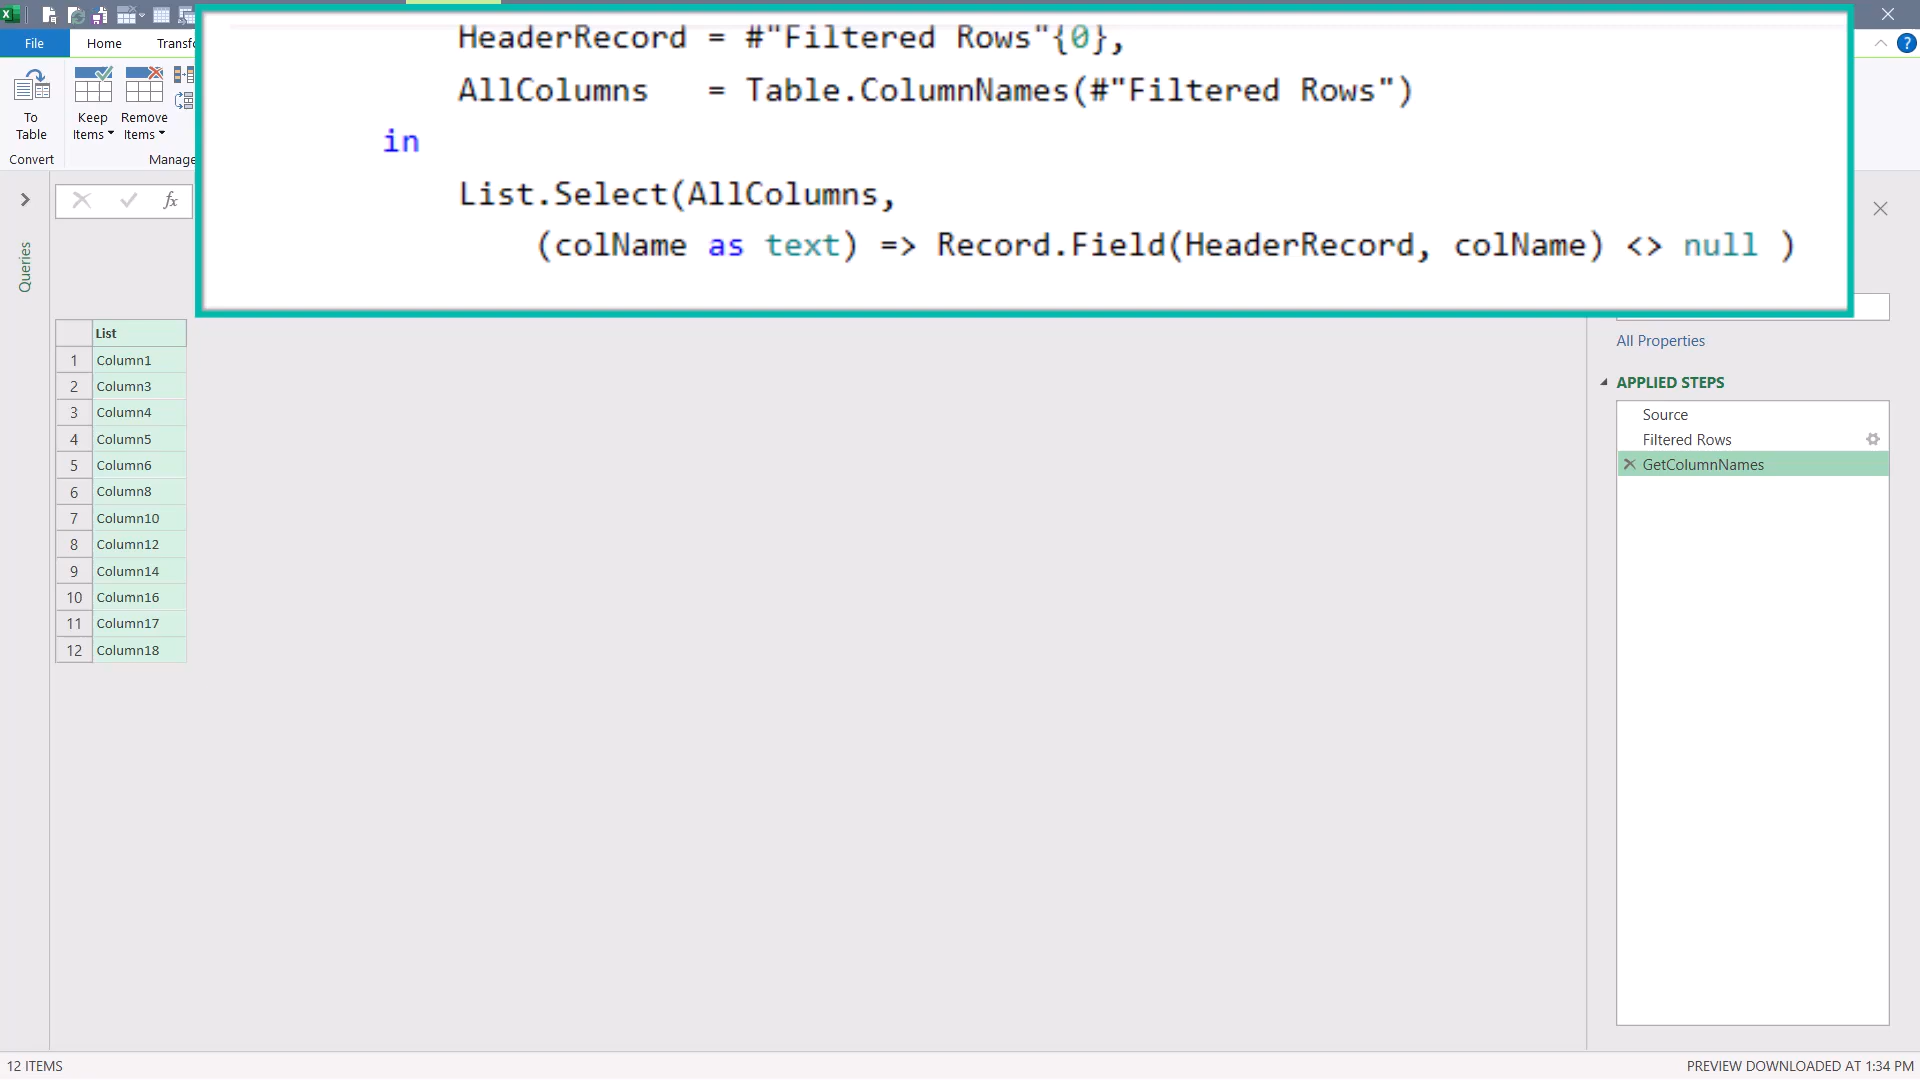 HeaderRecord = #"Filtered Rows"{0},
AllColumns   = Table.ColumnNames(#"Filtered Rows")
in
List.Select(AllColumns,
(colName as text) => Record.Field(HeaderRecord, colName) <> null )
File Home Transfo
To Table
Keep Items
Remove Items
Convert Manage
fx
Queries
List
1 Column1
2 Column3
3 Column4
4 Column5
5 Column6
6 Column8
7 Column10
8 Column12
9 Column14
10 Column16
11 Column17
12 Column18
?
All Properties
APPLIED STEPS
Source
Filtered Rows
GetColumnNames
12 ITEMS
PREVIEW DOWNLOADED AT 1:34 PM